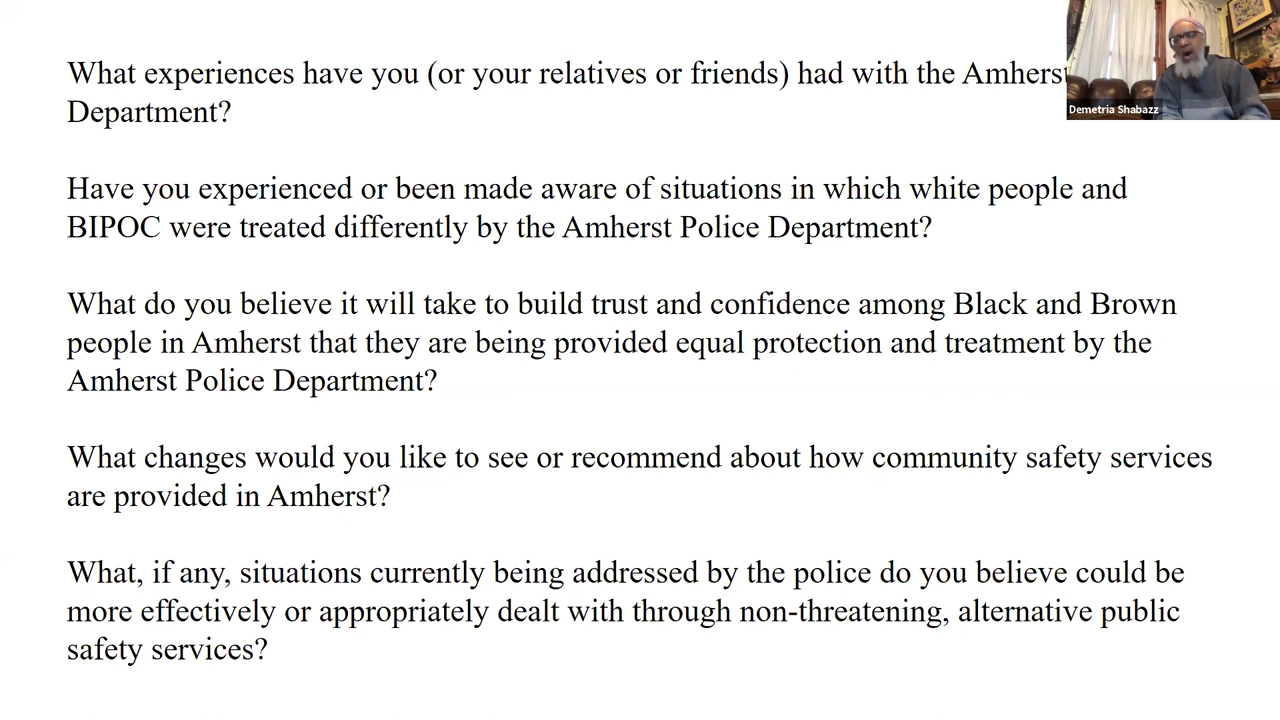 What experiences have you (or your relatives or friends) had with the Amherst
Department?
Demetria Shabazz
Have you experienced or been made aware of situations in which white people and
BIPOC were treated differently by the Amherst Police Department?
What do you believe it will take to build trust and confidence among Black and Brown
people in Amherst that they are being provided equal protection and treatment by the
Amherst Police Department?
What changes would you like to see or recommend about how community safety services
are provided in Amherst?
What, if any, situations currently being addressed by the police do you believe could be
more effectively or appropriately dealt with through non-threatening, alternative public
safety services?